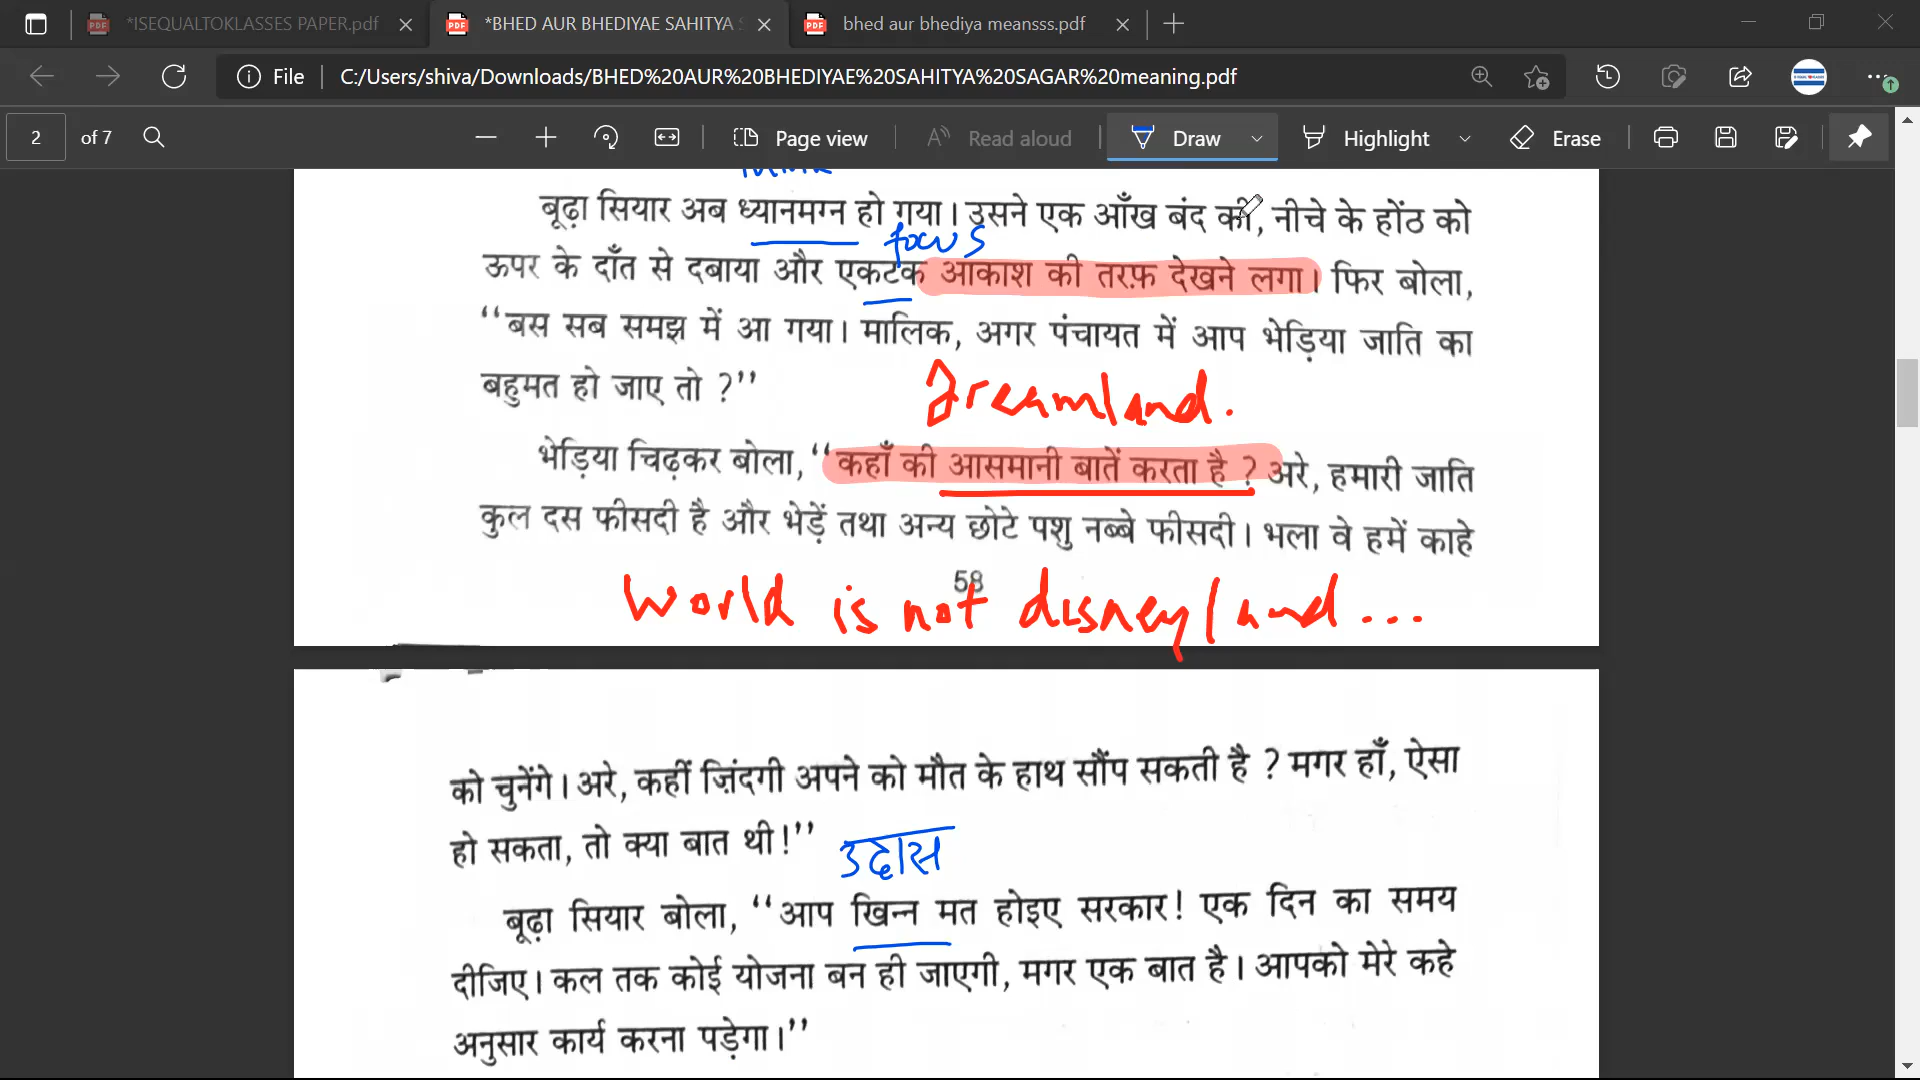 *ISEQUALTOKLASSES PAPER.pdf
*BHED AUR BHEDIYAE SAHITYA S
bhed aur bhediya meansss.pdf
File
C:/Users/shiva/Downloads/BHED%20AUR%20BHEDIYAE%20SAHITYA%20SAGAR%20meaning.pdf
2 of 7
Page view
Read aloud
Draw
Highlight
Erase
बूढ़ा सियार अब ध्यानमग्न हो गया। उसने एक आँख बंद की, नीचे के होंठ को
focus
ऊपर के दाँत से दबाया और एकटक आकाश की तरफ़ देखने लगा। फिर बोला,
“बस सब समझ में आ गया। मालिक, अगर पंचायत में आप भेड़िया जाति का
बहुमत हो जाए तो ?”
Dreamland.
भेड़िया चिढ़कर बोला, “कहाँ की आसमानी बातें करता है ? अरे, हमारी जाति
कुल दस फीसदी है और भेड़ें तथा अन्य छोटे पशु नब्बे फीसदी। भला वे हमें काहे
58
World is not disneyland...
को चुनेंगे। अरे, कहीं ज़िंदगी अपने को मौत के हाथ सौंप सकती है ? मगर हाँ, ऐसा
हो सकता, तो क्या बात थी !”
उदास
बूढ़ा सियार बोला, “आप खिन्न मत होइए सरकार! एक दिन का समय
दीजिए। कल तक कोई योजना बन ही जाएगी, मगर एक बात है। आपको मेरे कहे
अनुसार कार्य करना पड़ेगा।”